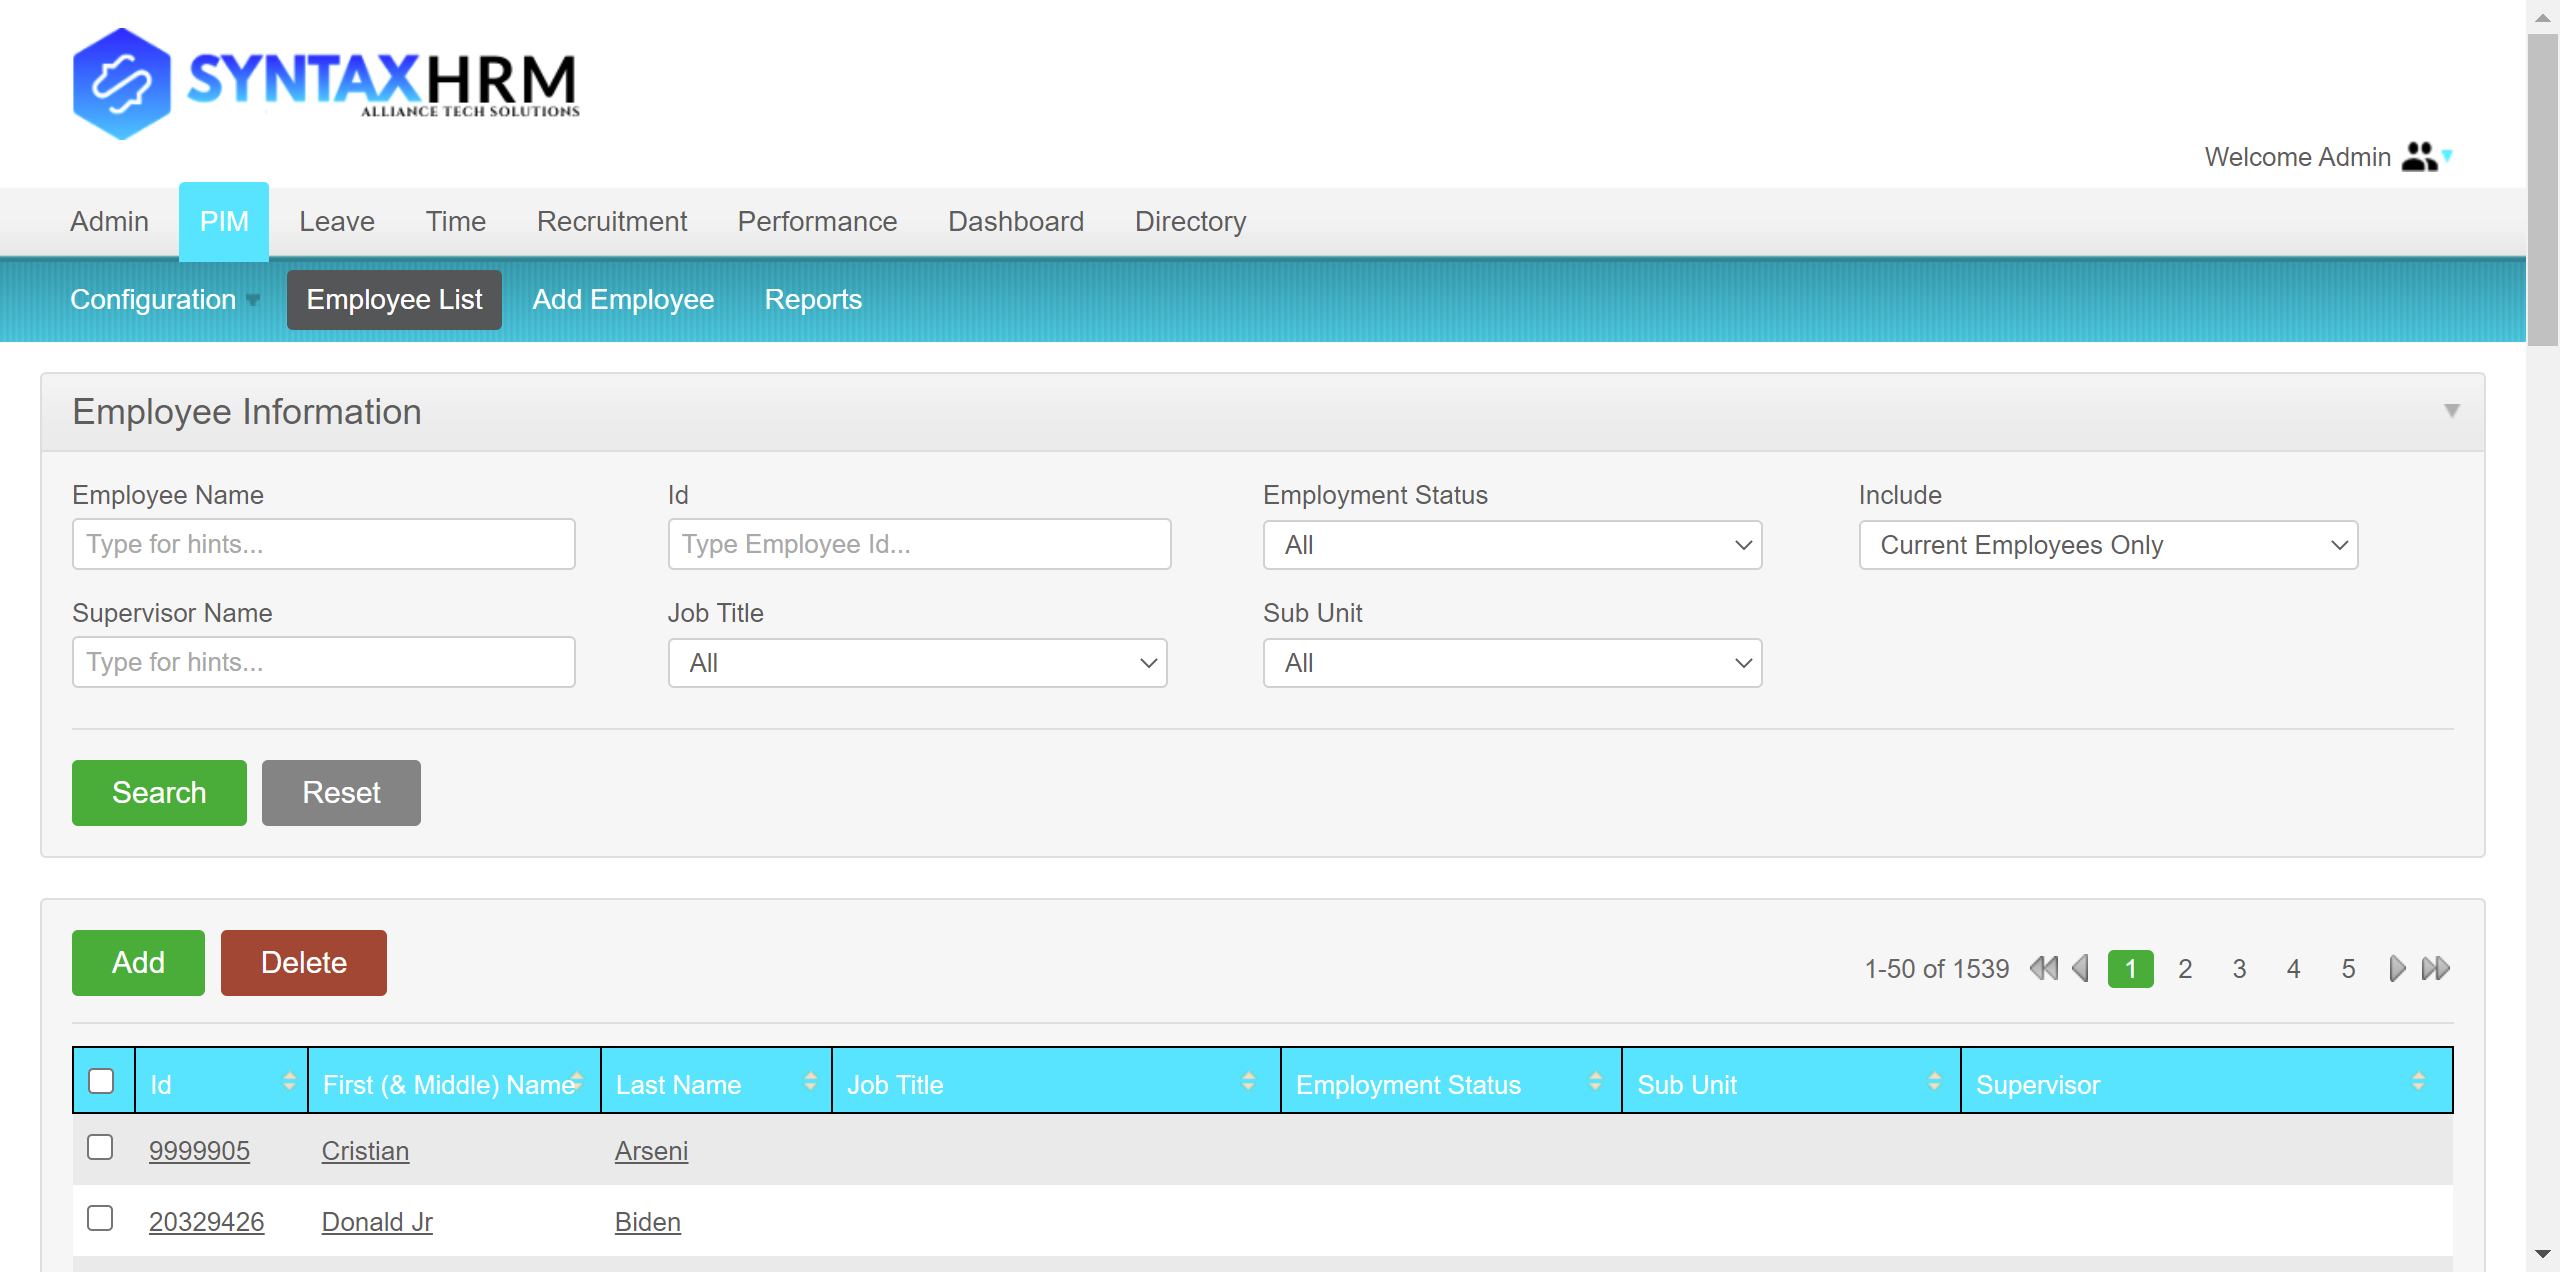 SYNTAXHRM
ALLIANCE TECH SOLUTIONS
Welcome Admin
Admin PIM Leave Time Recruitment Performance Dashboard Directory
Configuration Employee List Add Employee Reports
Employee Information
Employee Name Id Employment Status Include
Type for hints... Type Employee Id... All Current Employees Only
Supervisor Name Job Title Sub Unit
Type for hints... All All
Search Reset
Add Delete 1-50 of 1539 1 2 3 4 5
Id First (& Middle) Name Last Name Job Title Employment Status Sub Unit Supervisor
9999905 Cristian Arseni
20329426 Donald Jr Biden